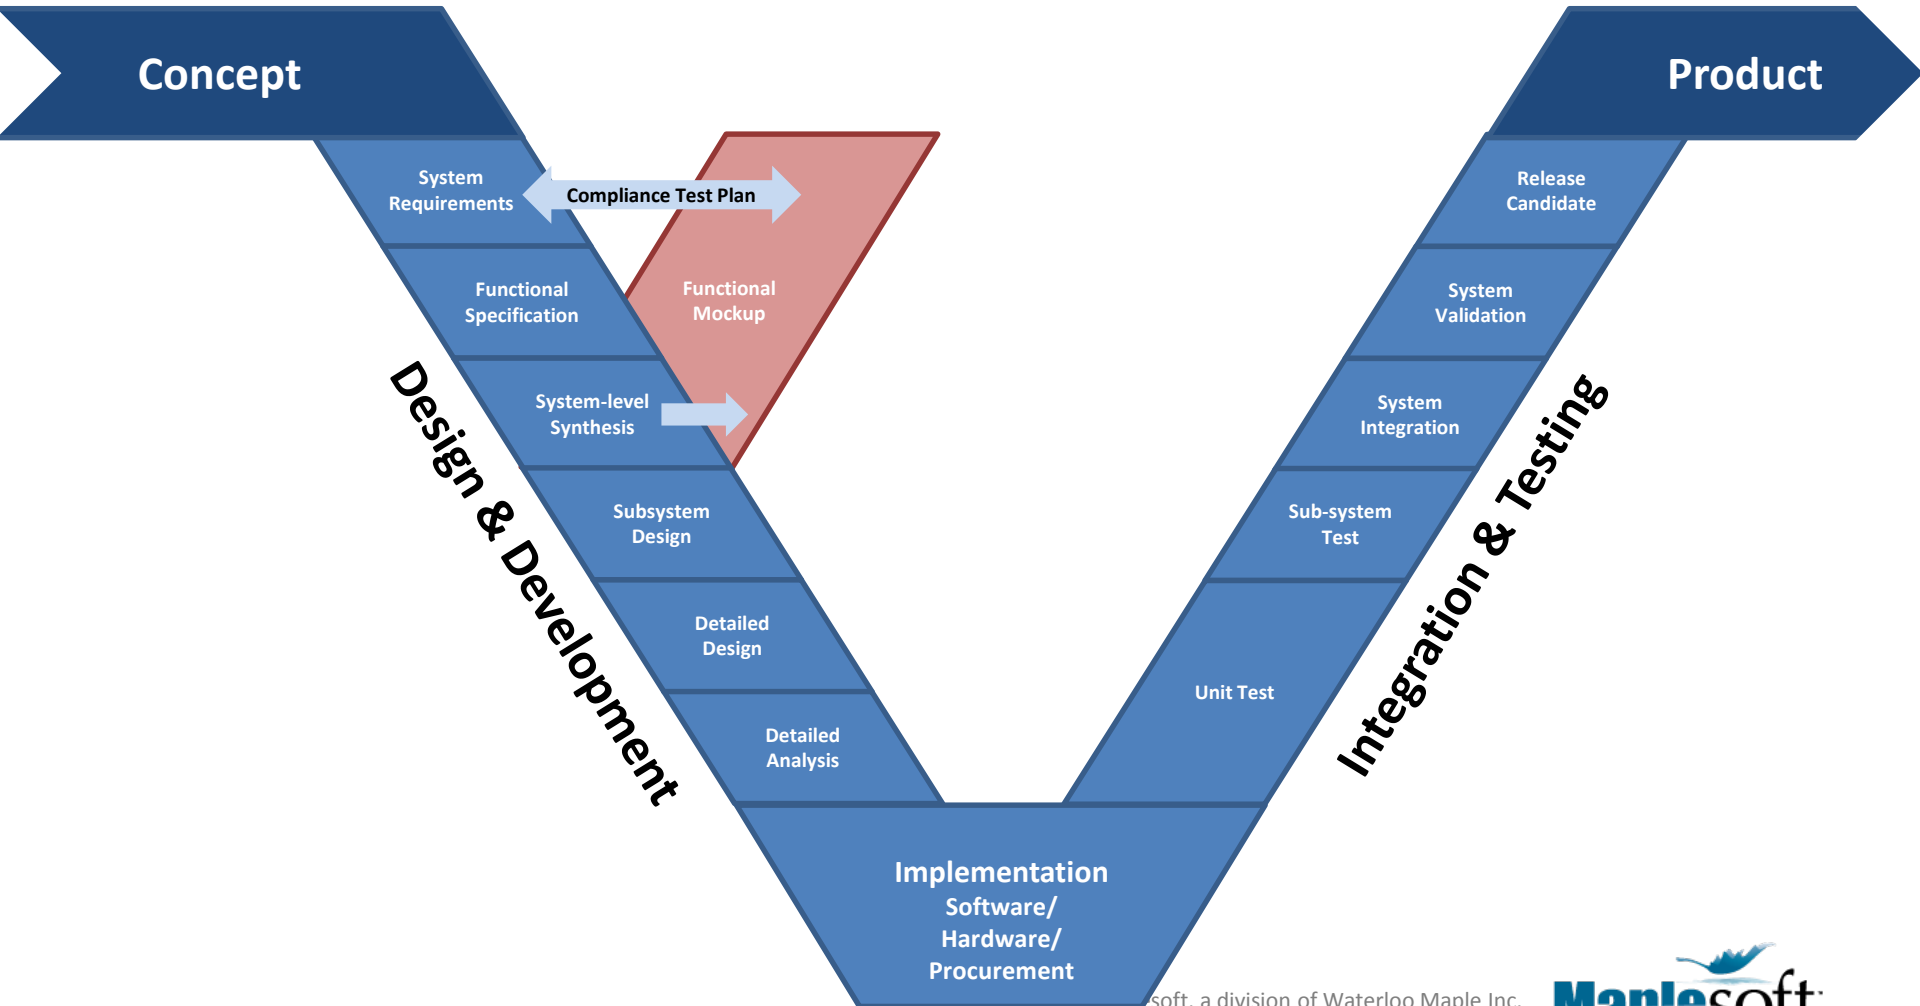 Concept
Product
System
Requirements
Compliance Test Plan
Functional
Specification
Functional
Mockup
System-level
Synthesis
Subsystem
Design
Detailed
Design
Detailed
Analysis
Design & Development
Implementation
Software/
Hardware/
Procurement
Release
Candidate
System
Validation
System
Integration
Sub-system
Test
Unit Test
Integration & Testing
soft, a division of Waterloo Maple Inc.
Maplesoft